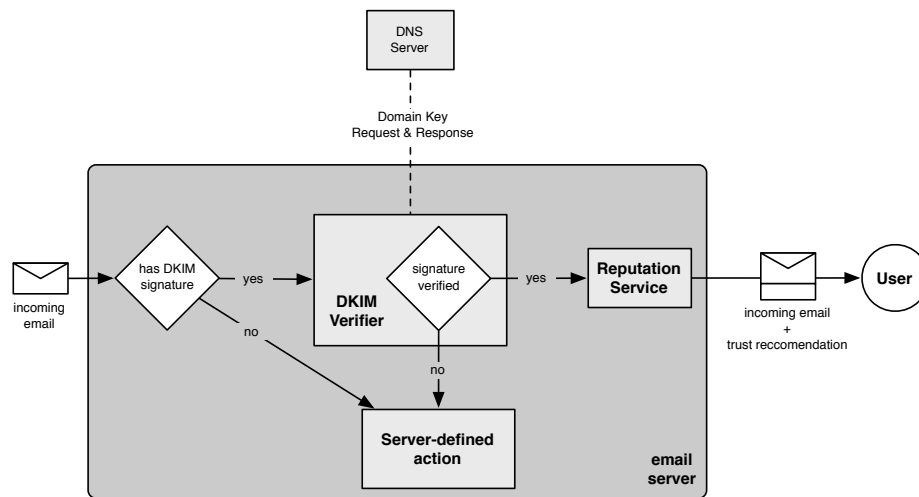 DNS
Server
Domain Key
Request & Response
has DKIM
signature
yes
signature
verified
DKIM
Verifier
yes
Reputation
Service
User
incoming
email
incoming email
+
trust reccomendation
no
no
Server-defined
action
email
server